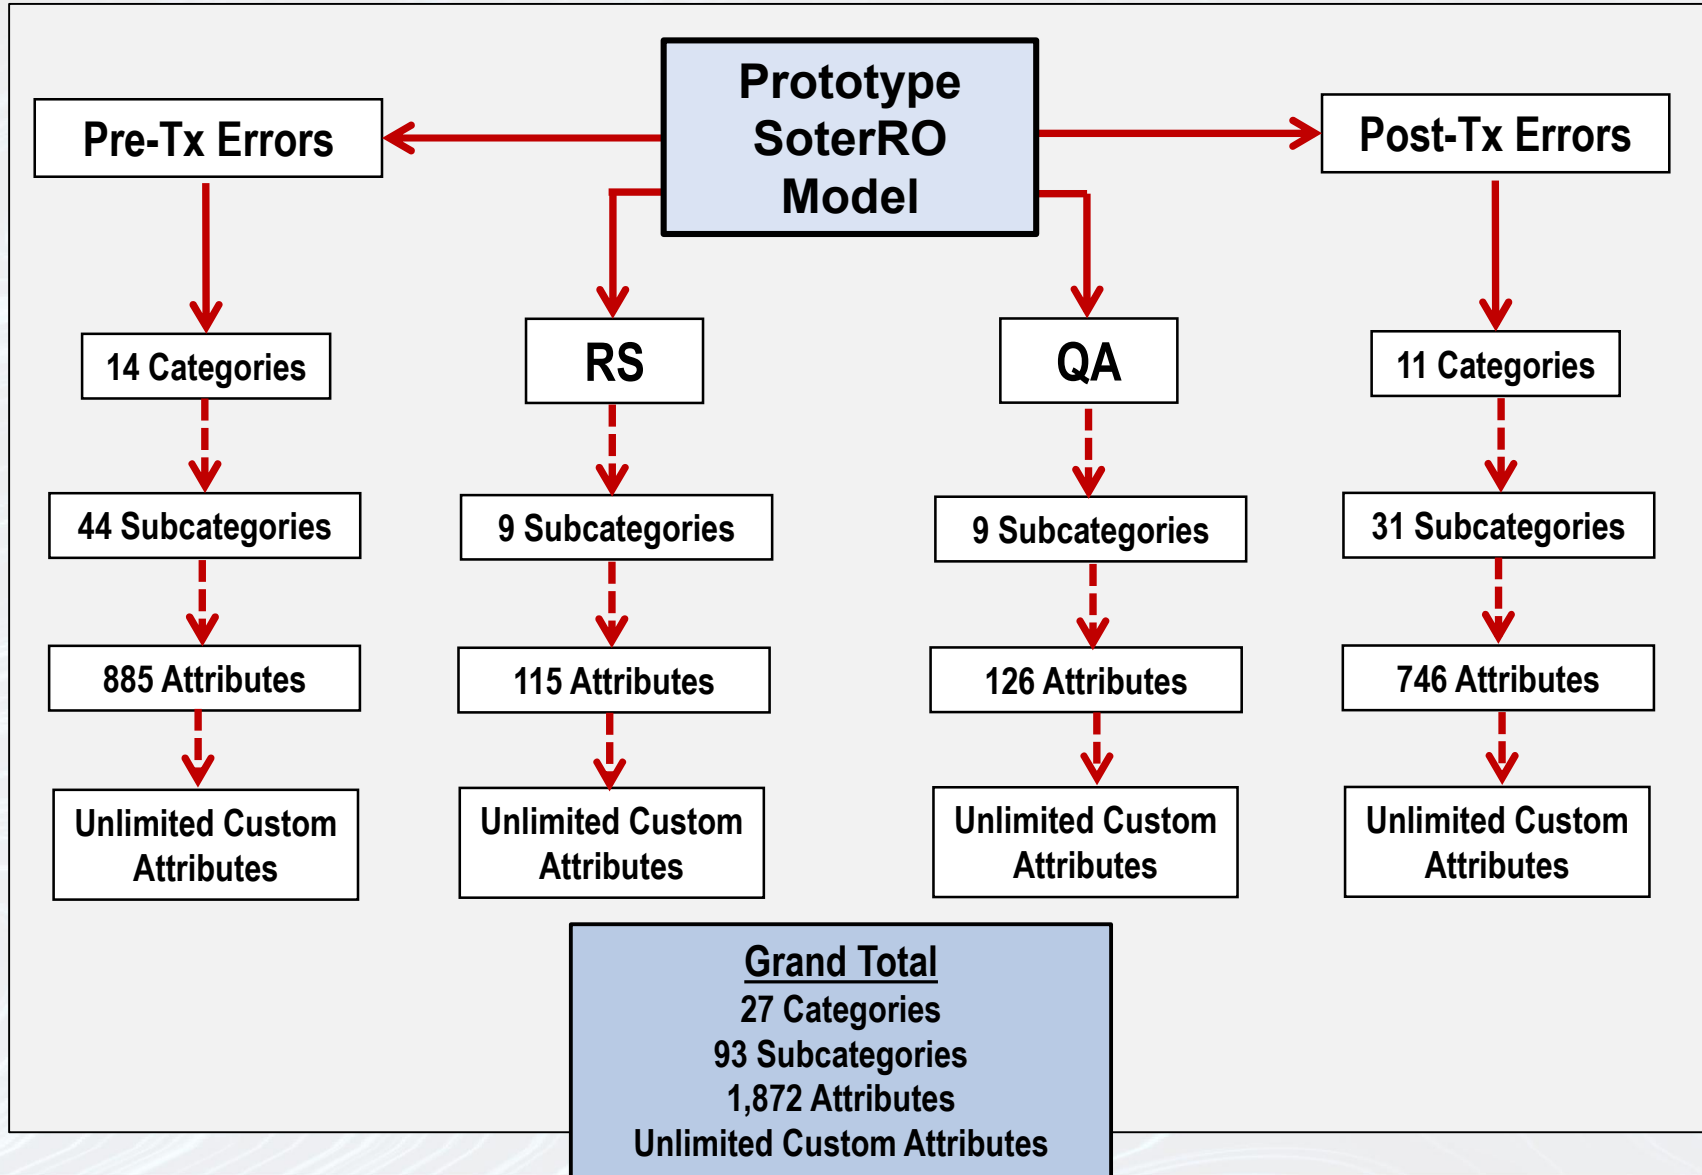 Prototype
SoterRO
Model
Pre-Tx Errors
Post-Tx Errors
14 Categories
RS
QA
11 Categories
44 Subcategories
9 Subcategories
9 Subcategories
31 Subcategories
885 Attributes
115 Attributes
126 Attributes
746 Attributes
Unlimited Custom
Attributes
Unlimited Custom
Attributes
Unlimited Custom
Attributes
Unlimited Custom
Attributes
Grand Total
27 Categories
93 Subcategories
1,872 Attributes
Unlimited Custom Attributes